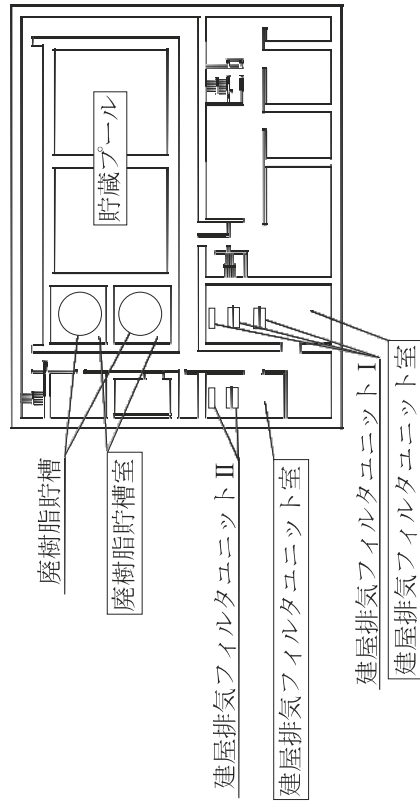 貯蔵プール
廃樹脂貯槽
廃樹脂貯槽室
建屋排気フィルタユニットⅡ
建屋排気フィルタユニット室
建屋排気フィルタユニットⅠ
建屋排気フィルタユニット室